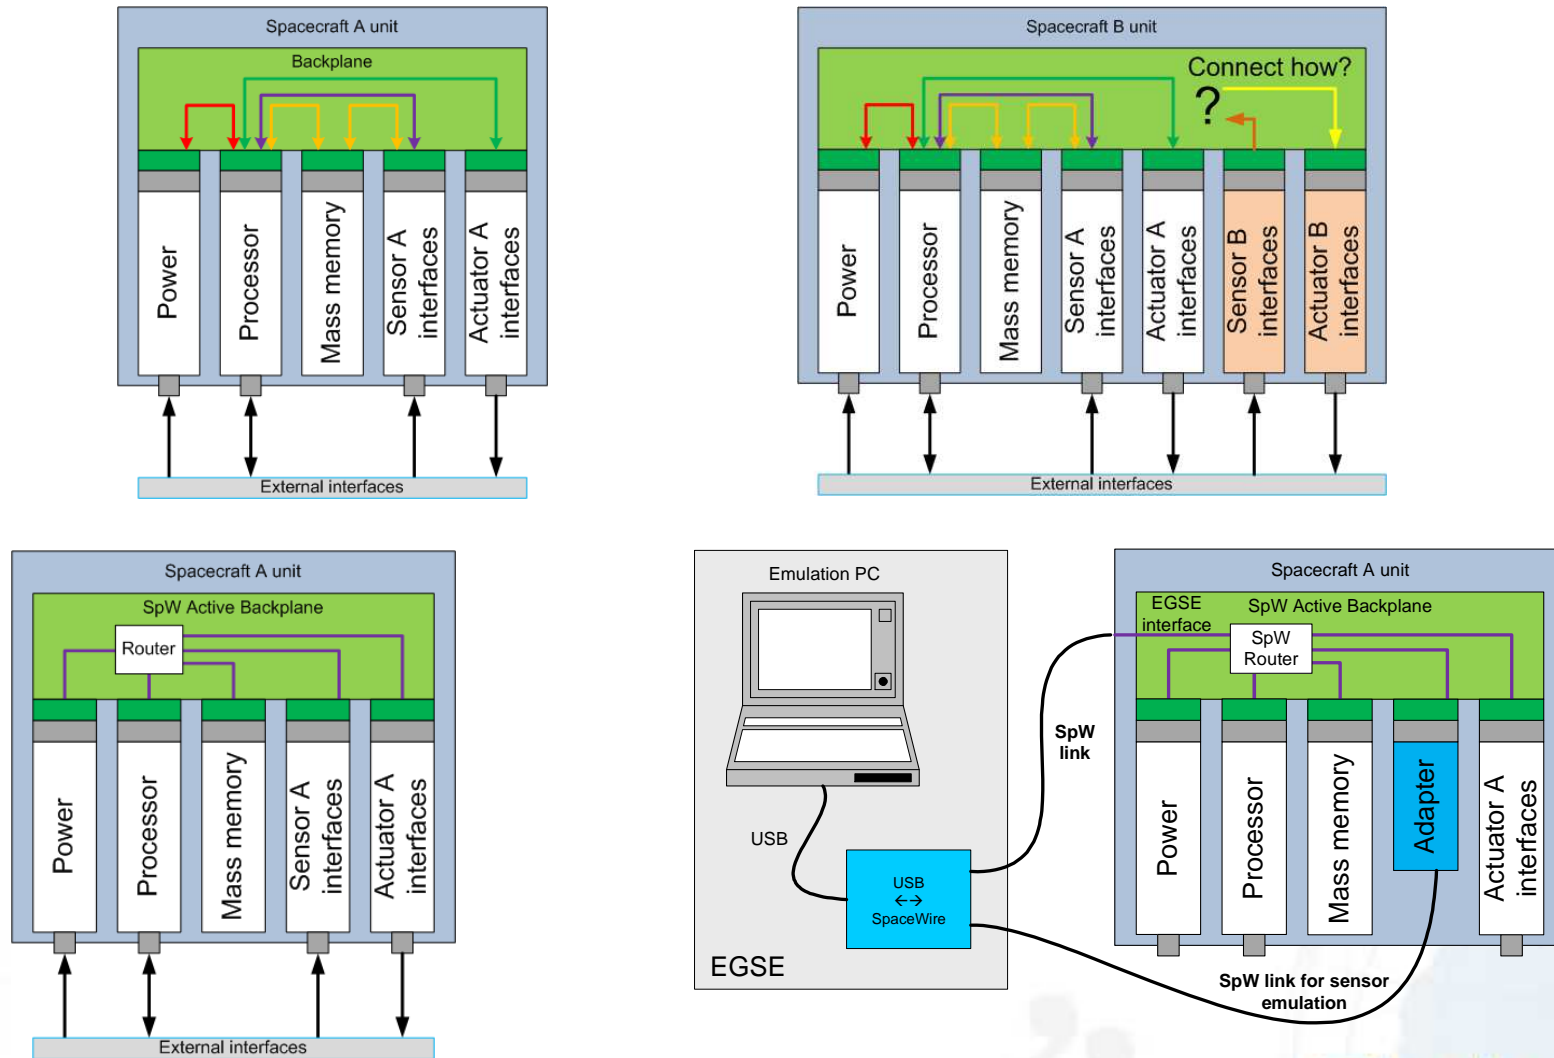 Spacecraft A unit
Backplane
Power
Processor
Mass memory
Sensor A
interfaces
Actuator A
interfaces
External interfaces
Spacecraft B unit
Connect how?
?
Power
Processor
Mass memory
Sensor A
interfaces
Actuator A
interfaces
Sensor B
interfaces
Actuator B
interfaces
External interfaces
Spacecraft A unit
SpW Active Backplane
Router
Power
Processor
Mass memory
Sensor A
interfaces
Actuator A
interfaces
External interfaces
Emulation PC
USB
USB
←→
SpaceWire
EGSE
SpW
link
SpW link for sensor
emulation
Spacecraft A unit
EGSE
interface
SpW Active Backplane
SpW
Router
Power
Processor
Mass memory
Adapter
Actuator A
interfaces